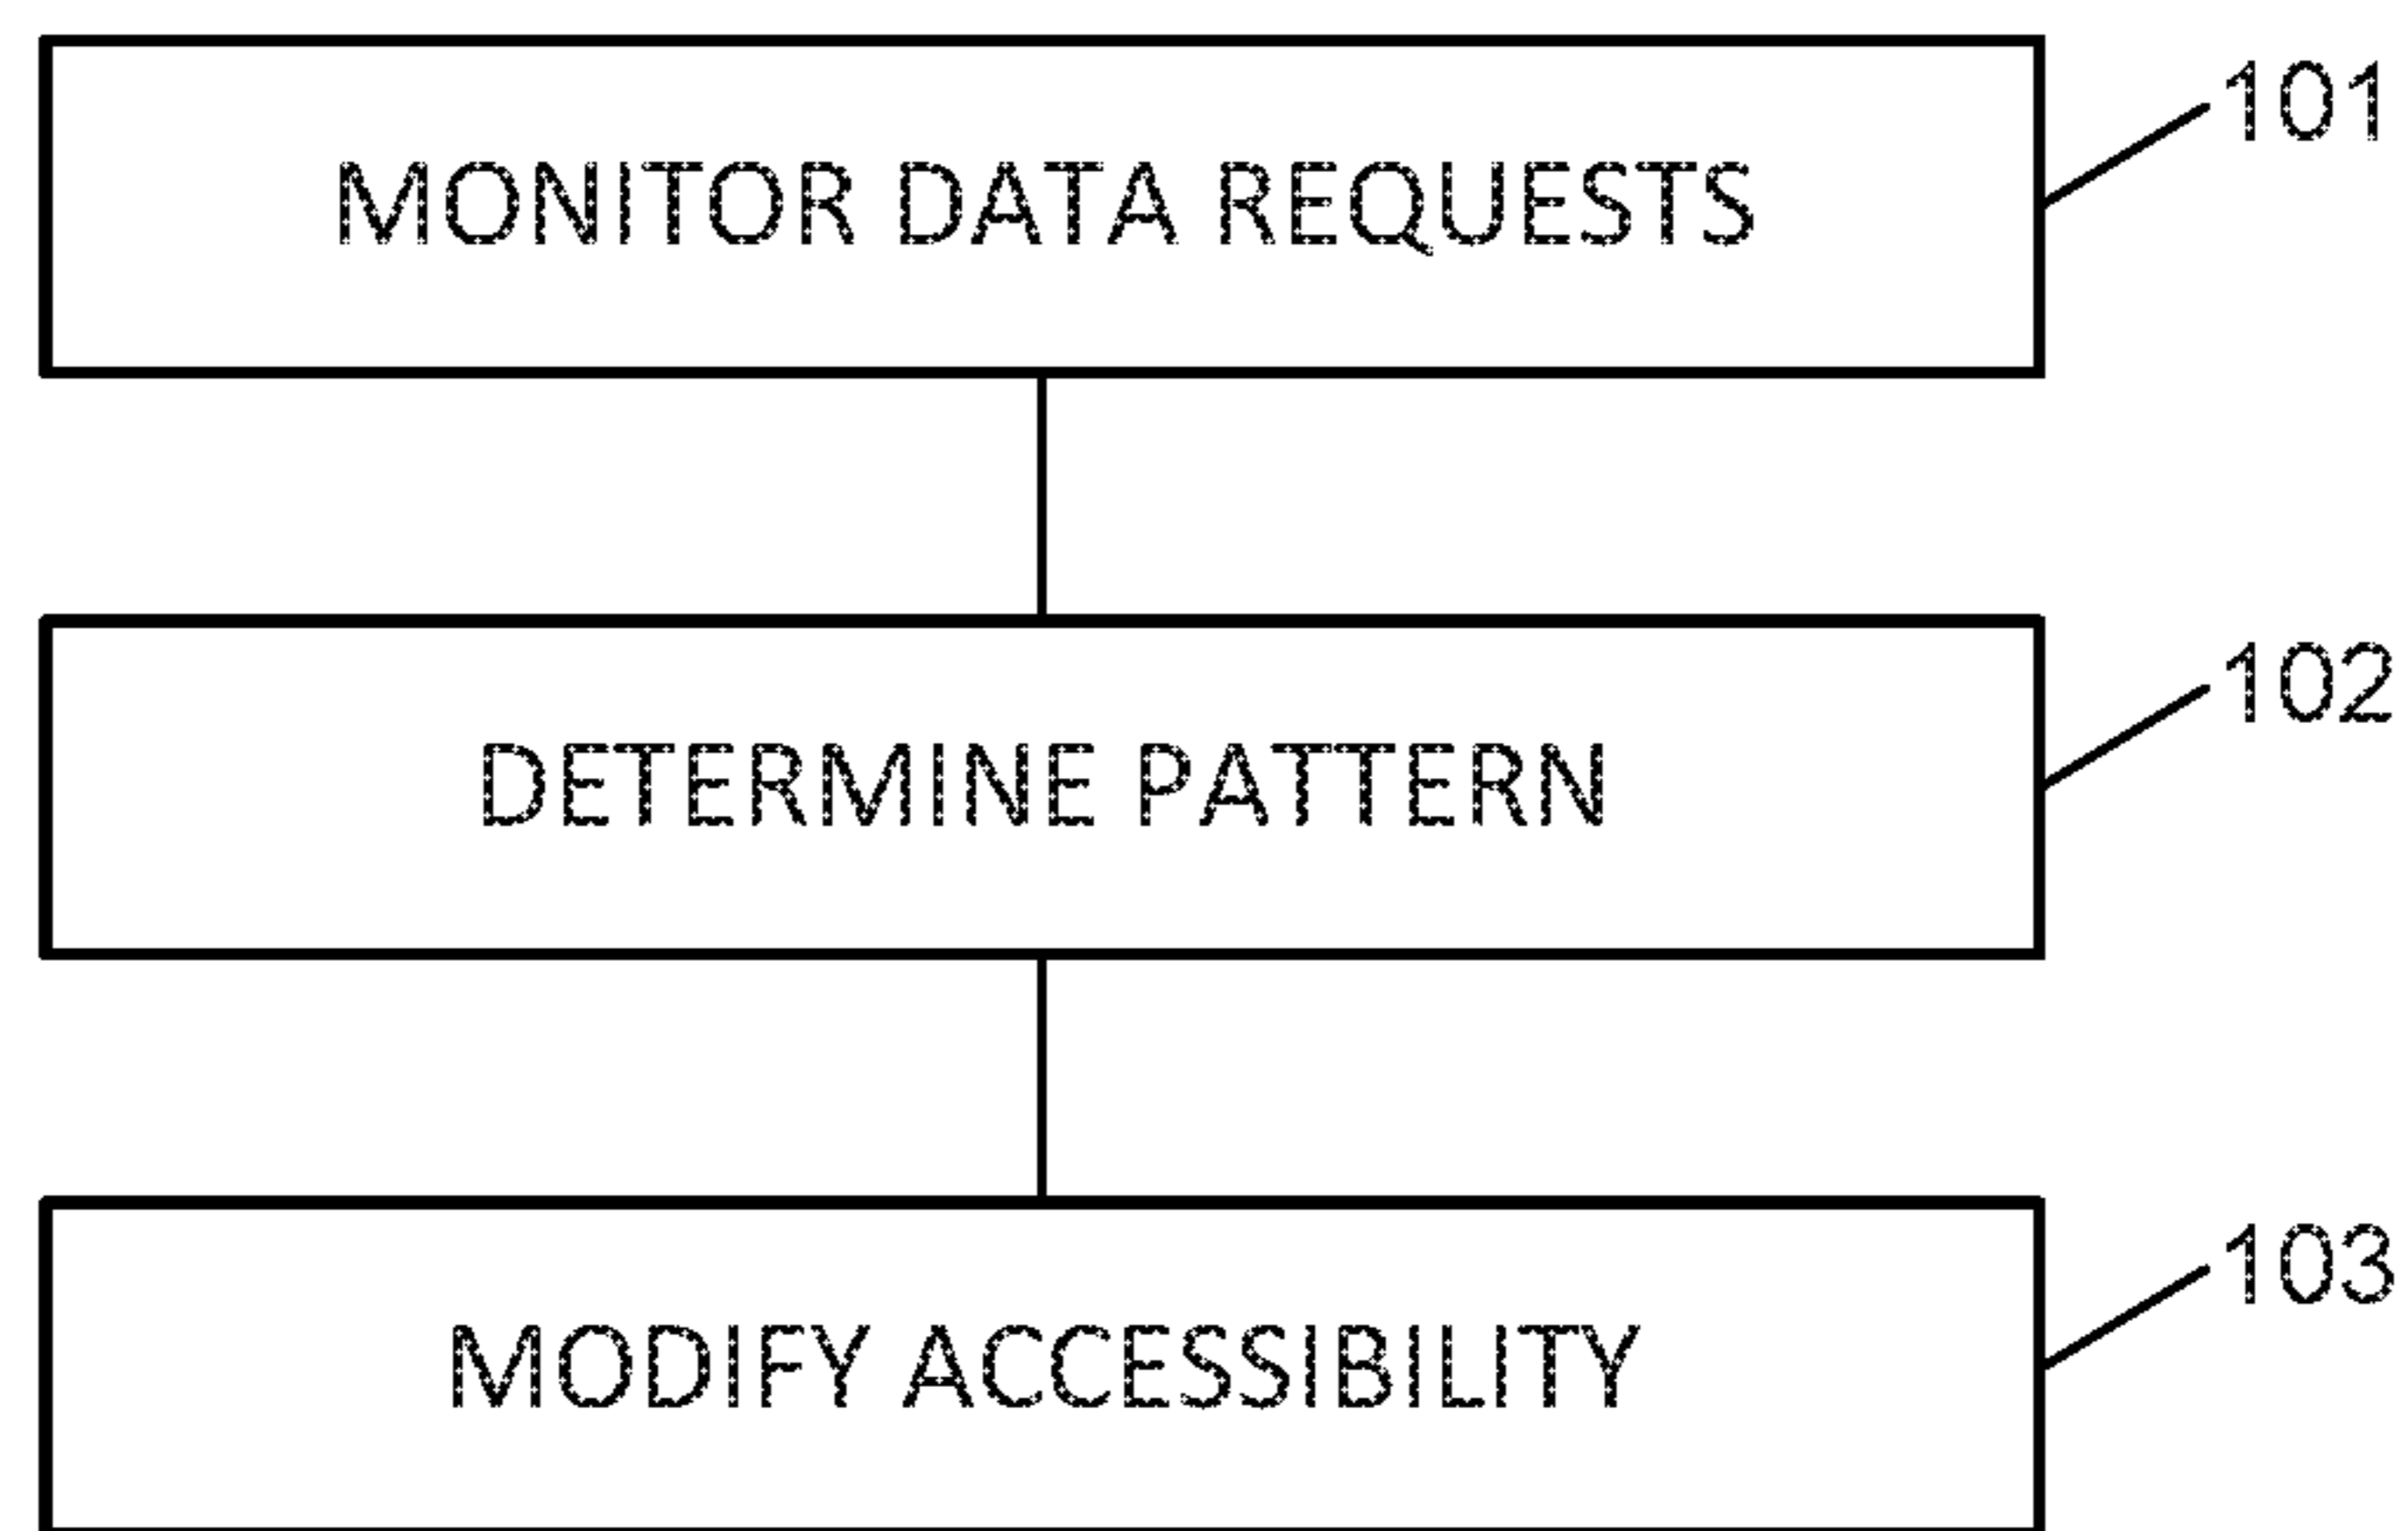 101
MONITOR DATA REQUESTS
102
DETERMINE PATTERN
103
MODIFY ACCESSIBILITY